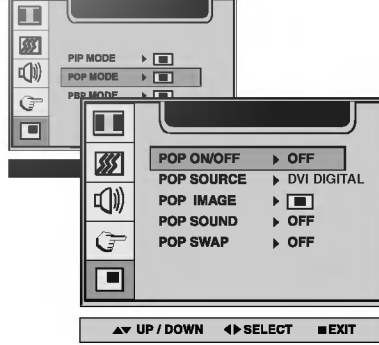 PIP MODE
POP MODE
PBP MODE
POP ON/OFF OFF
POP SOURCE DVI DIGITAL
POP IMAGE
POP SOUND OFF
POP SWAP OFF
UP / DOWN SELECT EXIT